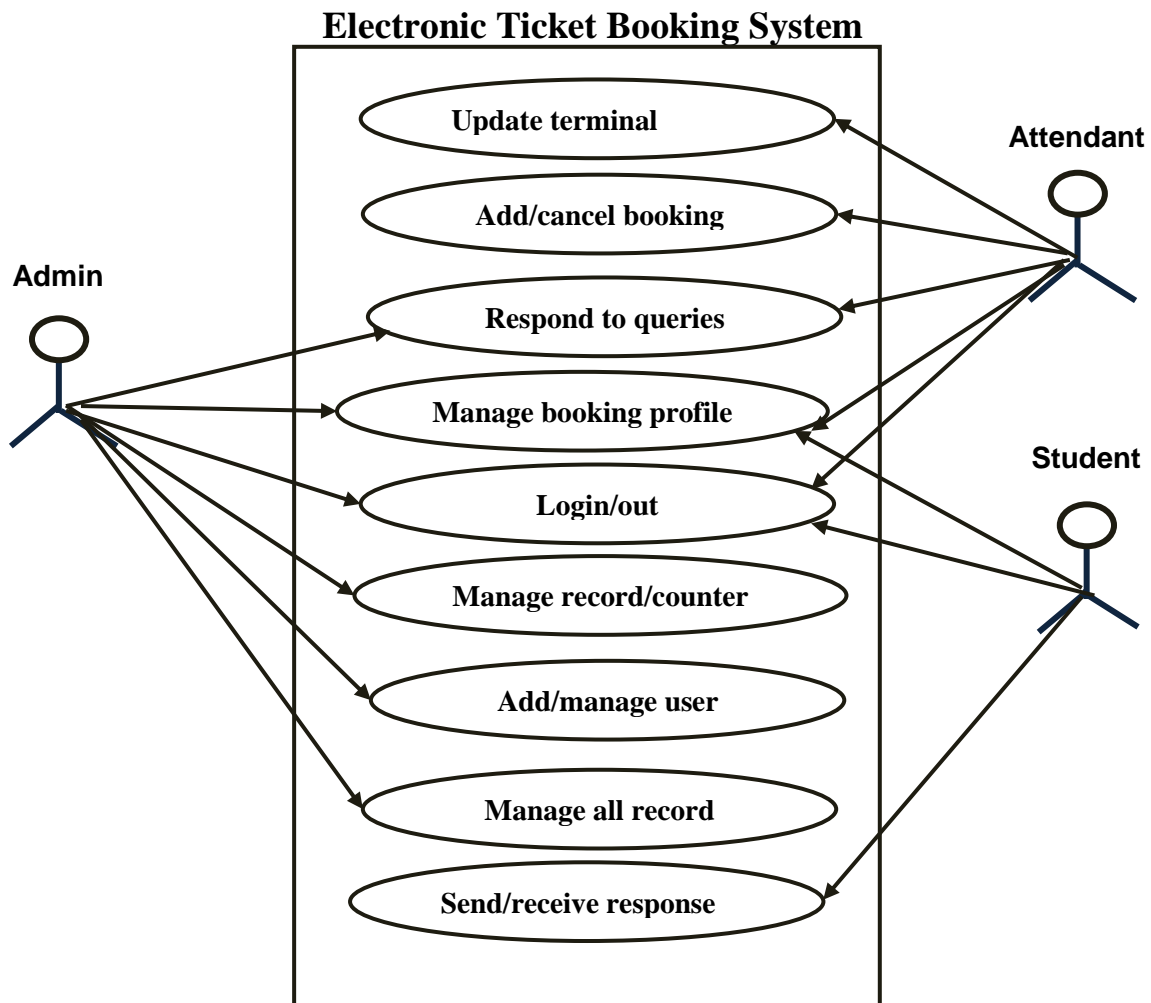 Electronic Ticket Booking System
Update terminal
Attendant
Add/cancel booking
Admin
Respond to queries
Manage booking profile
Student
Login/out
Manage record/counter
Add/manage user
Manage all record
Send/receive response